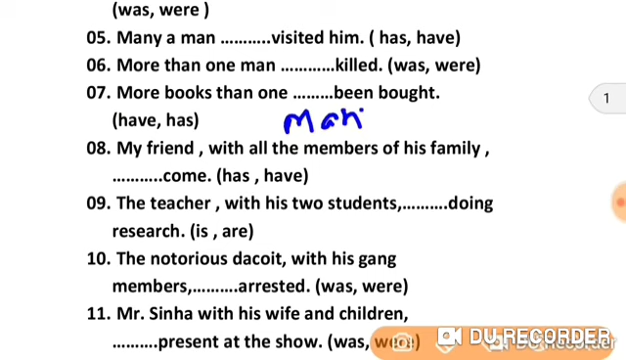 (was, were )
05. Many a man ...........visited him. ( has, have)
06. More than one man ............killed. (was, were)
07. More books than one .........been bought.
(have, has)
08. My friend , with all the members of his family ,
...........come. (has , have)
09. The teacher , with his two students,..........doing
research. (is , are)
10. The notorious dacoit, with his gang
members,..........arrested. (was, were)
11. Mr. Sinha with his wife and children,
..........present at the show. (was, were)
1
DU RECORDER